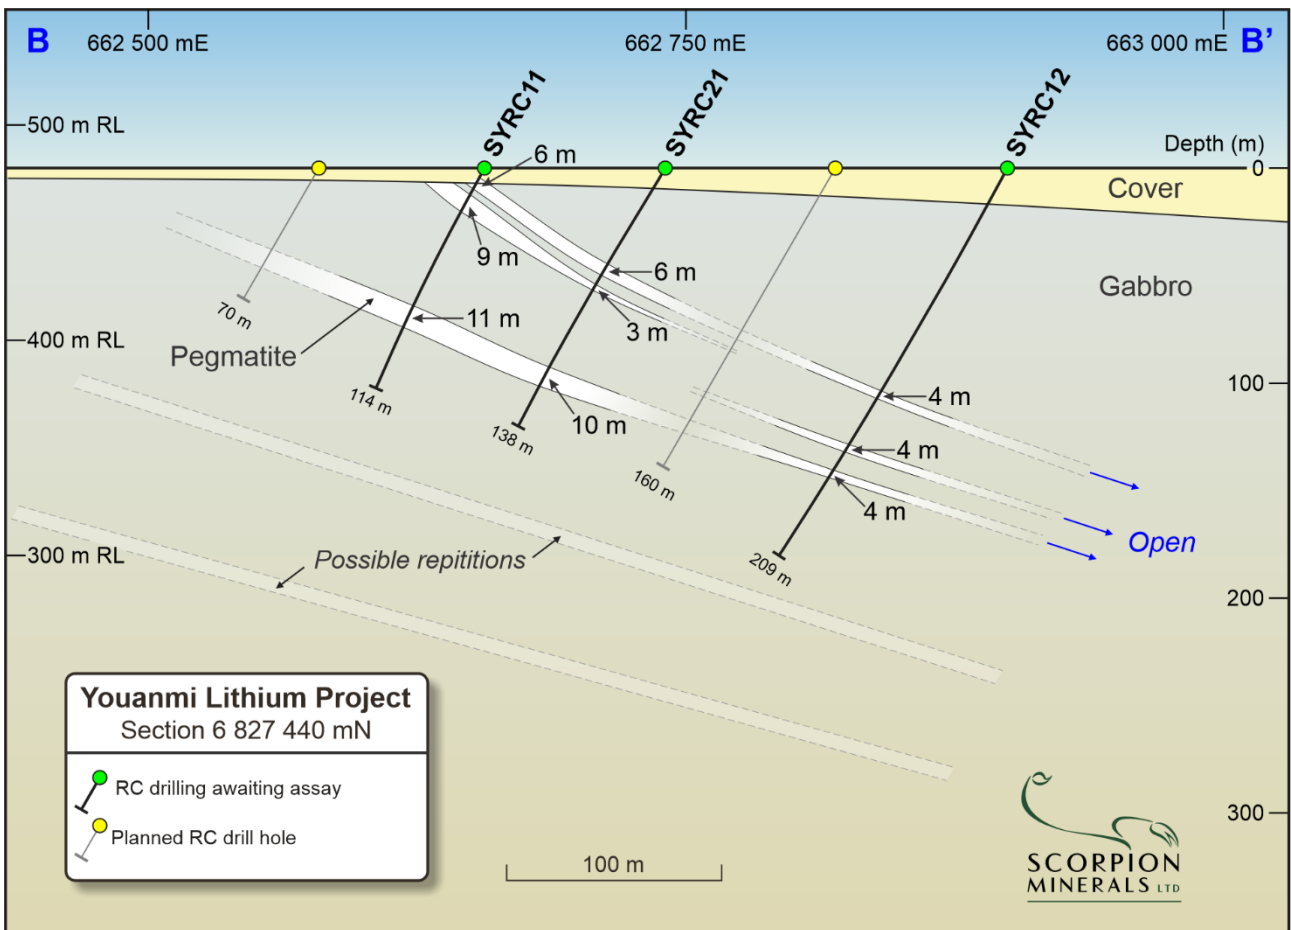 B
662 500 mE
662 750 mE
663 000 mE
B’
SYRC11
SYRC21
SYRC12
500 m RL
Depth (m)
0
6 m
Cover
9 m
6 m
Gabbro
70 m
11 m
3 m
400 m RL
Pegmatite
100
114 m
4 m
138 m
10 m
4 m
160 m
4 m
Open
300 m RL
Possible repititions
209 m
200
Youanmi Lithium Project
Section 6 827 440 mN
RC drilling awaiting assay
Planned RC drill hole
300
100 m
SCORPION
MINERALS LTD